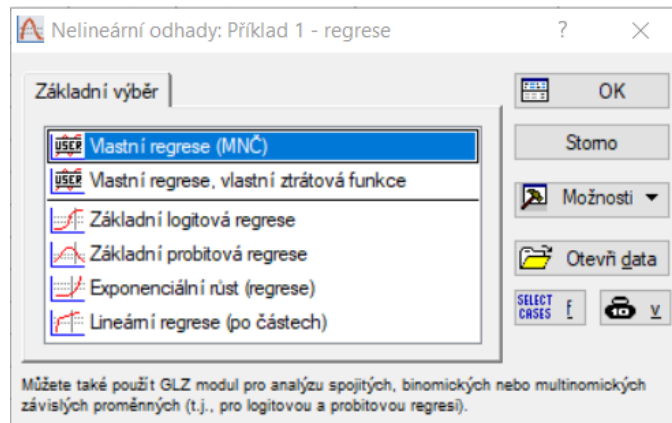 Nelineární odhady: Příklad 1 - regrese ? ×
Základní výběr
USER Vlastní regrese (MNČ)
USER Vlastní regrese, vlastní ztrátová funkce
Základní logitová regrese
Základní probitová regrese
Exponenciální růst (regrese)
Lineární regrese (po částech)
OK
Storno
Možnosti
Otevři data
SELECT
CASES f
v
Můžete také použít GLZ modul pro analýzu spojitých, binomických nebo multinomických
závislých proměnných (t.j., pro logitovou a probitovou regresi).